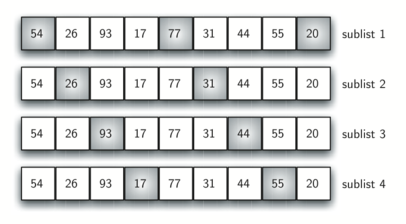 54 26 93 17 77 31 44 55 20 sublist 1
54 26 93 17 77 31 44 55 20 sublist 2
54 26 93 17 77 31 44 55 20 sublist 3
54 26 93 17 77 31 44 55 20 sublist 4